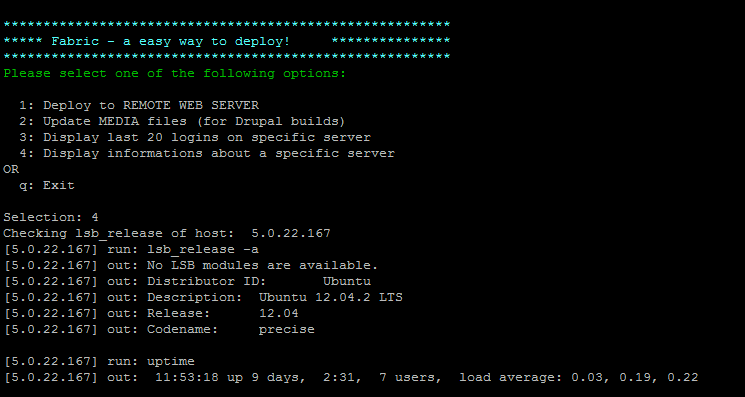 ********************************************************
***** Fabric - a easy way to deploy!     ***************
********************************************************
Please select one of the following options:

  1: Deploy to REMOTE WEB SERVER
  2: Update MEDIA files (for Drupal builds)
  3: Display last 20 logins on specific server
  4: Display informations about a specific server
OR
  q: Exit

Selection: 4
Checking lsb_release of host:  5.0.22.167
[5.0.22.167] run: lsb_release -a
[5.0.22.167] out: No LSB modules are available.
[5.0.22.167] out: Distributor ID:       Ubuntu
[5.0.22.167] out: Description:  Ubuntu 12.04.2 LTS
[5.0.22.167] out: Release:      12.04
[5.0.22.167] out: Codename:     precise

[5.0.22.167] run: uptime
[5.0.22.167] out:  11:53:18 up 9 days,  2:31,  7 users,  load average: 0.03, 0.19, 0.22